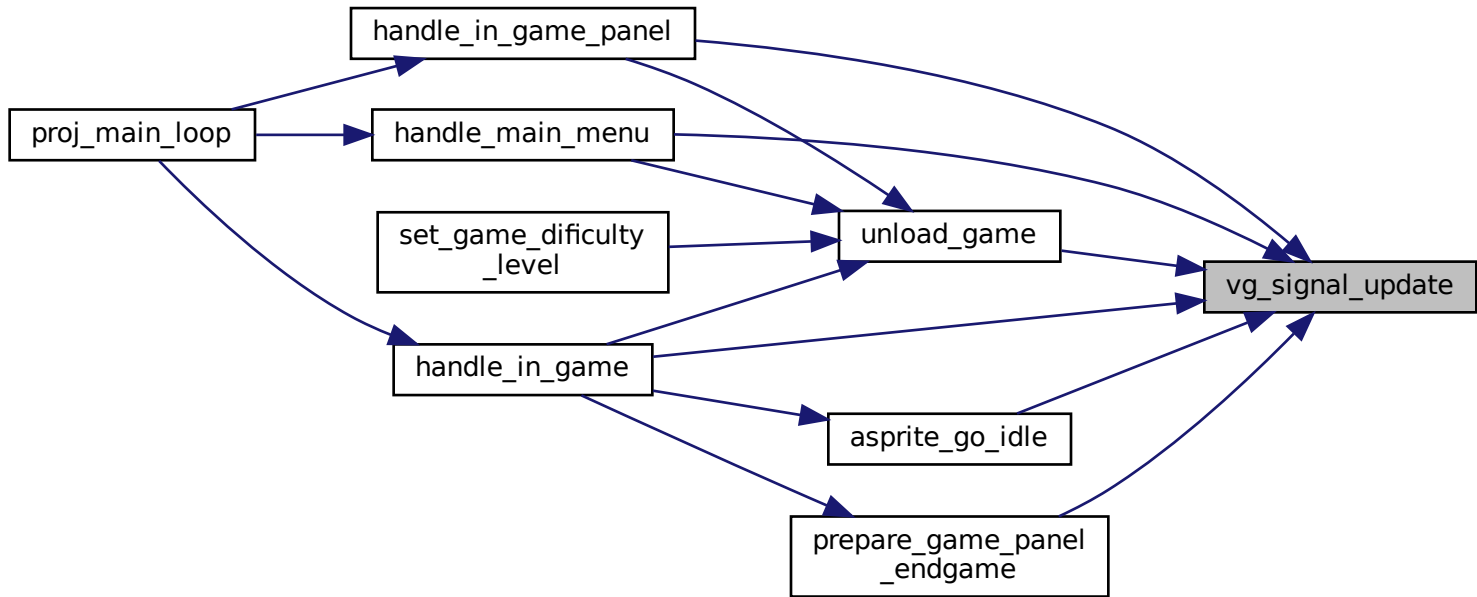 handle_in_game_panel
proj_main_loop
handle_main_menu
set_game_dificulty
_level
unload_game
vg_signal_update
handle_in_game
asprite_go_idle
prepare_game_panel
_endgame